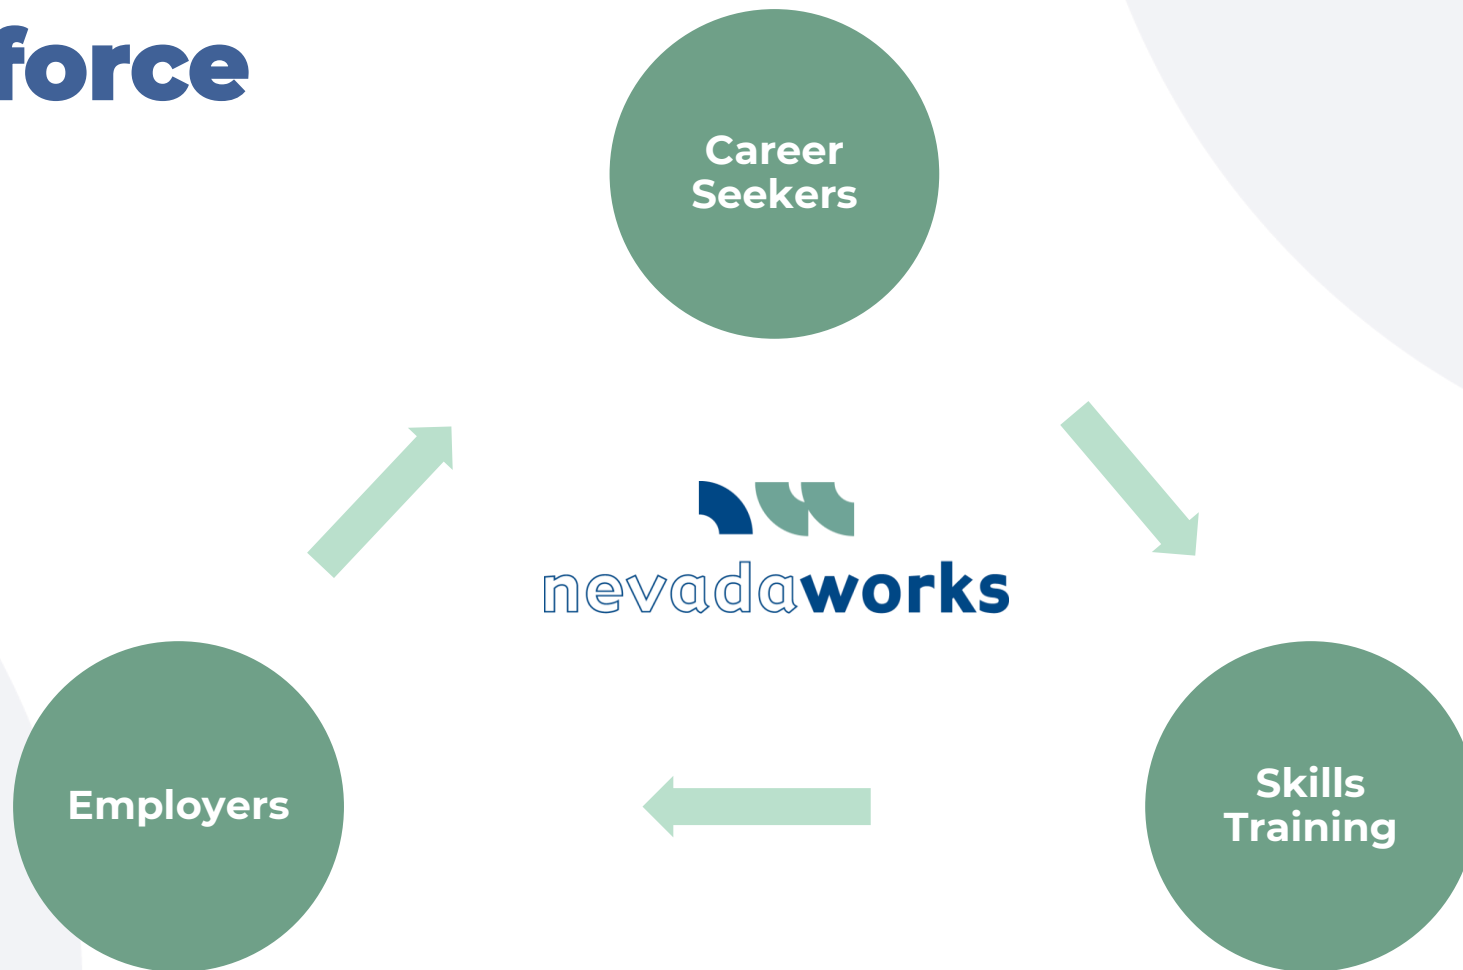 force
Career
Seekers
nevadaworks
Employers
Skills
Training